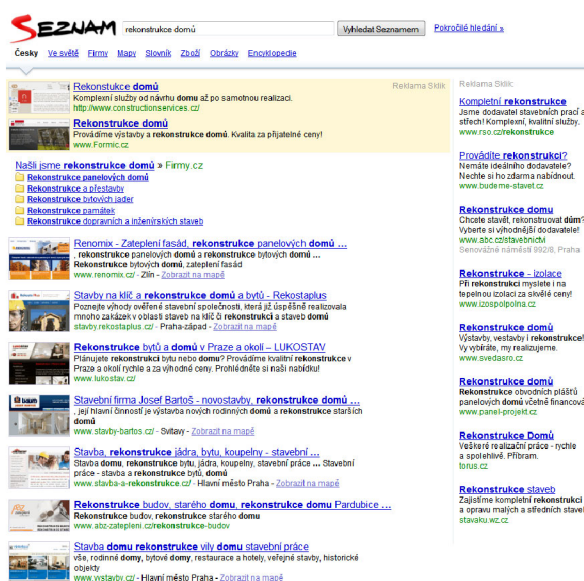 SEZNAM
rekonstrukce domů
Vyhledat Seznamem
Pokročilé hledání »
Česky Ve světě Firmy Mapy Slovník Zboží Obrázky Encyklopedie
Rekonstukce domů
Reklama Sklik
Komplexní služby od návrhu domu až po samotnou realizaci.
http://www.constructionservices.cz/
Rekonstrukce domů
Provádíme výstavby a rekonstrukce domů. Kvalita za přijatelné ceny!
www.Formic.cz
Našli jsme rekonstrukce domů » Firmy.cz
Rekonstrukce panelových domů
Rekonstrukce a přestavby
Rekonstrukce bytových jader
Rekonstrukce památek
Rekonstrukce dopravních a inženýrských staveb
Renomix - Zateplení fasád, rekonstrukce panelových domů ...
, rekonstrukce panelových domů a rekonstrukce bytových domů ...
Rekonstrukce bytových domů, zateplení fasád
www.renomix.cz/ - Zlín - Zobrazit na mapě
Stavby na klíč a rekonstrukce domů a bytů - Rekostaplus
Poznejte výhody ověřené stavební společnosti, která již úspěšně realizovala
mnoho zakázek v oblasti staveb na klíč či rekonstrukcí a staveb domů
stavby.rekostaplus.cz/ - Praha-západ - Zobrazit na mapě
Rekonstrukce bytů a domů v Praze a okolí – LUKOSTAV
Plánujete rekonstrukci bytu nebo domu? Provádíme kvalitní rekonstrukce v
Praze a okolí rychle a za výhodné ceny. Prohlédněte si naši nabídku!
www.lukostav.cz/
Stavební firma Josef Bartoš - novostavby, rekonstrukce domů ...
, její hlavní činností je výstavba nových rodinných domů a rekonstrukce starších
domů
www.stavby-bartos.cz/ - Svitavy - Zobrazit na mapě
Stavba, rekonstrukce jádra, bytu, koupelny - stavební ...
Stavba domu, rekonstrukce bytu, jádra, koupelny, stavební práce ... Stavební
práce - stavba a rekonstrukce bytů, domů
www.stavba-a-rekonstrukce.cz/ - Hlavní město Praha - Zobrazit na mapě
Rekonstrukce budov, starého domu, rekonstrukce domu Pardubice ...
Rekonstrukce budov, rekonstrukce starého domu
www.abz-zatepleni.cz/rekonstrukce-budov
Stavba domu rekonstrukce vily domu stavební práce
vše, rodinné domy, bytové domy, restaurace a hotely, veřejné stavby, historické
objekty
www.vystavby.cz/ - Hlavní město Praha - Zobrazit na mapě
Reklama Sklik:
Kompletní rekonstrukce
Jsme dodavatel stavebních prací a
střech! Komplexní, kvalitní služby.
www.rso.cz/rekonstrukce
Provádíte rekonstrukci?
Nemáte ideálního dodavatele?
Nechte si ho zdarma nabídnout.
www.budeme-stavet.cz
Rekonstrukce domu
Chcete stavět, rekonstruovat dům?
Vyberte si výhodnější dodavatele!
www.abc.cz/stavebnictvi
Senovážné náměstí 992/8, Praha
Rekonstrukce - izolace
Při rekonstrukci myslete i na
tepelnou izolaci za skvělé ceny!
www.izospolpolna.cz
Rekonstrukce domů
Výstavby, vestavby i rekonstrukce!
Vy vybíráte, my realizujeme.
www.svedasro.cz
Rekonstrukce domů
Rekonstrukce obvodních plášťů
panelových domů včetně financová
www.panel-projekt.cz
Rekonstrukce Domů
Veškeré realizační práce - rychle
a spolehlivě. Příbram.
torus.cz
Rekonstrukce staveb
Zajistíme kompletní rekonstrukci
a opravu malých a středních staveb
stavaku.wz.cz